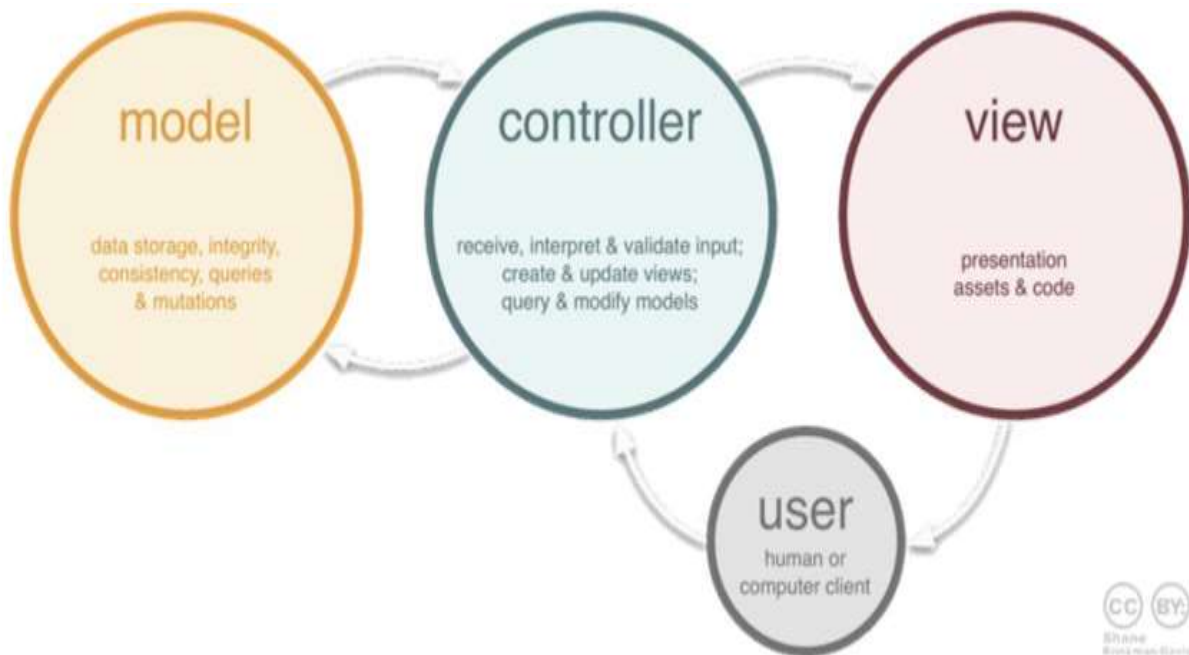 model
data storage, integrity,
consistency, queries
& mutations
controller
receive, interpret & validate input;
create & update views;
query & modify models
view
presentation
assets & code
user
human or
computer client
CC BY:
Shane